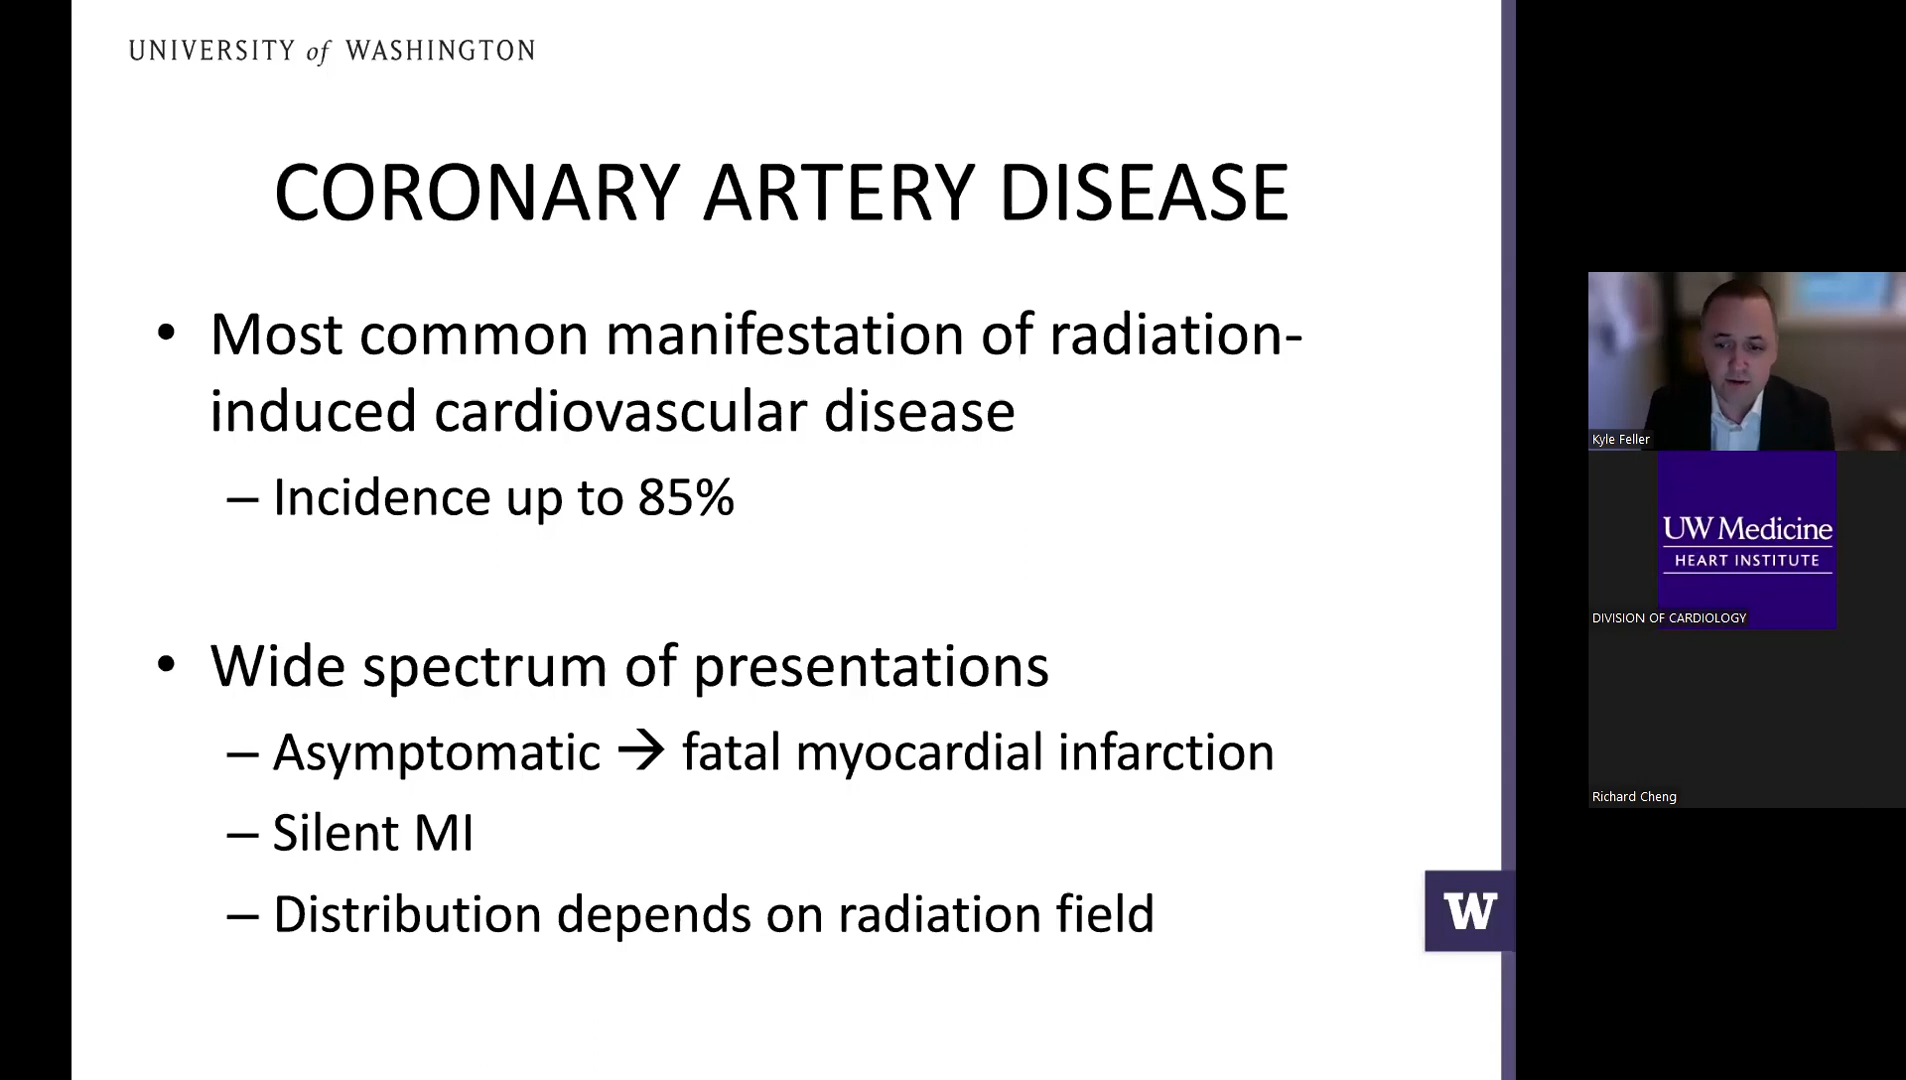 UNIVERSITY of WASHINGTON
CORONARY ARTERY DISEASE
• Most common manifestation of radiation-
induced cardiovascular disease
– Incidence up to 85%
• Wide spectrum of presentations
– Asymptomatic → fatal myocardial infarction
– Silent MI
– Distribution depends on radiation field
W
Kyle Feller
UW Medicine
HEART INSTITUTE
DIVISION OF CARDIOLOGY
Richard Cheng